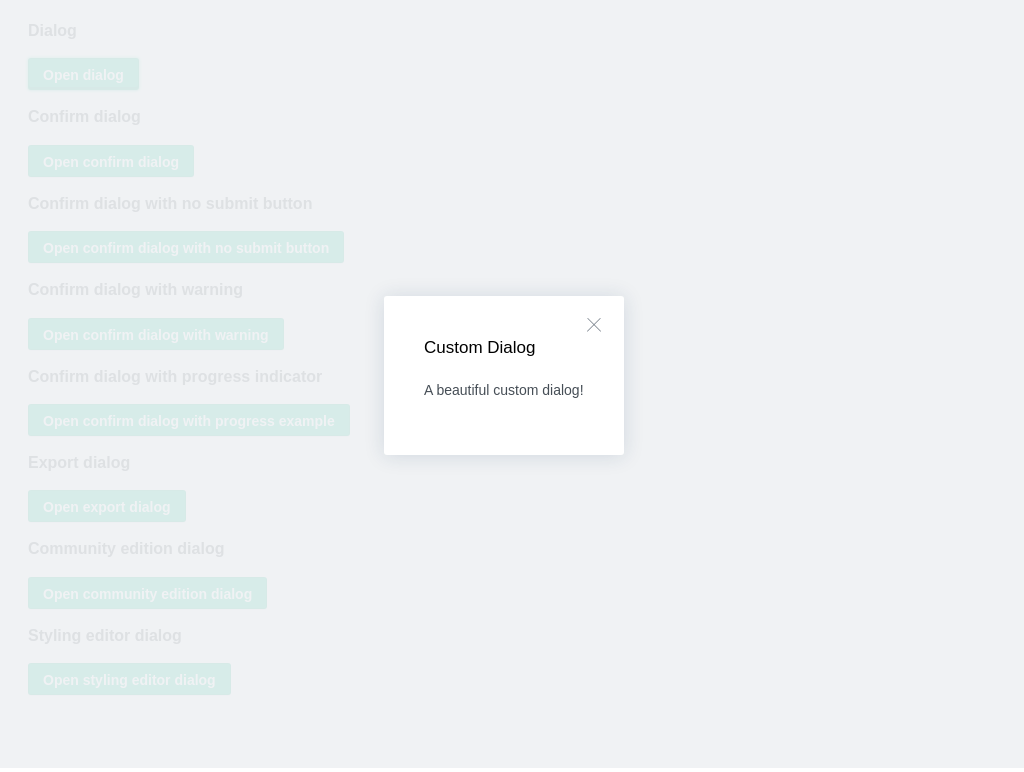 Dialog
Open dialog
Confirm dialog
Open confirm dialog
Confirm dialog with no submit button
Open confirm dialog with no submit button
Confirm dialog with warning
Open confirm dialog with warning
Confirm dialog with progress indicator
Open confirm dialog with progress example
Export dialog
Open export dialog
Community edition dialog
Open community edition dialog
Styling editor dialog
Open styling editor dialog
Custom Dialog
A beautiful custom dialog!